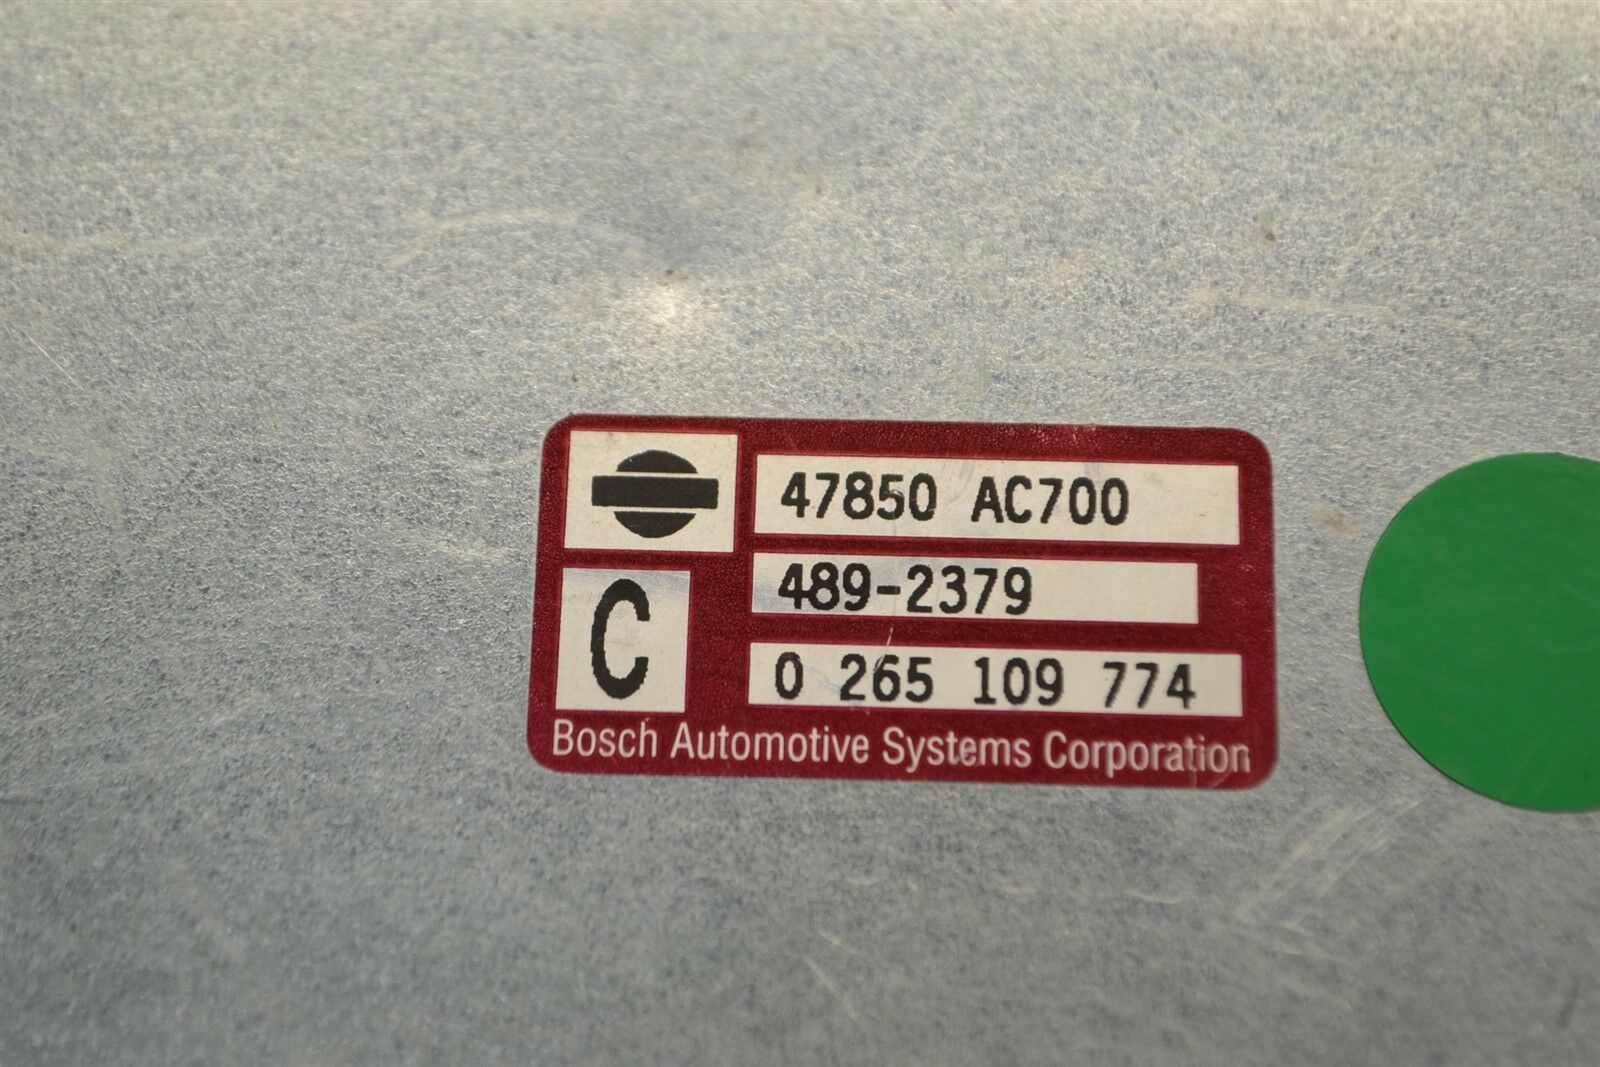 47850 AC700
489-2379
C
0 265 109 774
Bosch Automotive Systems Corporation